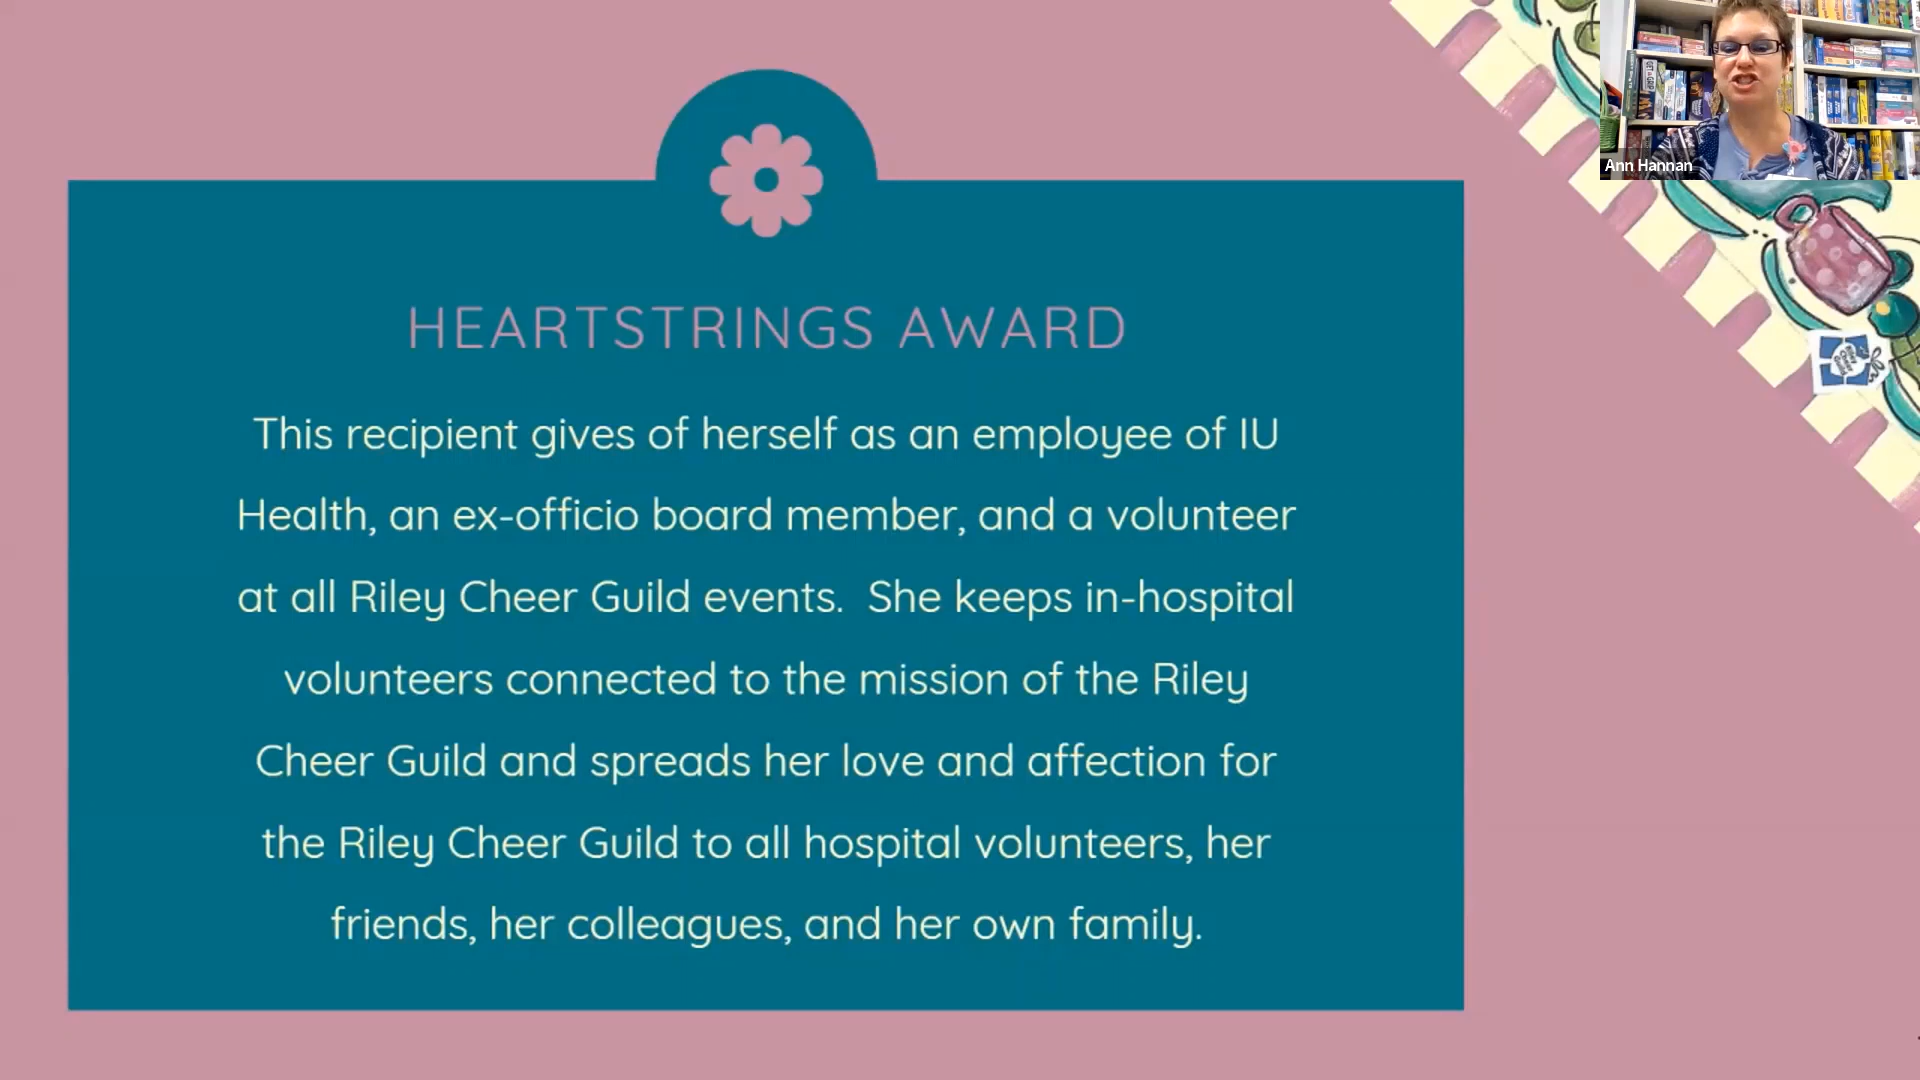 Ann Hannan
HEARTSTRINGS AWARD
This recipient gives of herself as an employee of IU
Health, an ex-officio board member, and a volunteer
at all Riley Cheer Guild events.  She keeps in-hospital
volunteers connected to the mission of the Riley
Cheer Guild and spreads her love and affection for
the Riley Cheer Guild to all hospital volunteers, her
friends, her colleagues, and her own family.